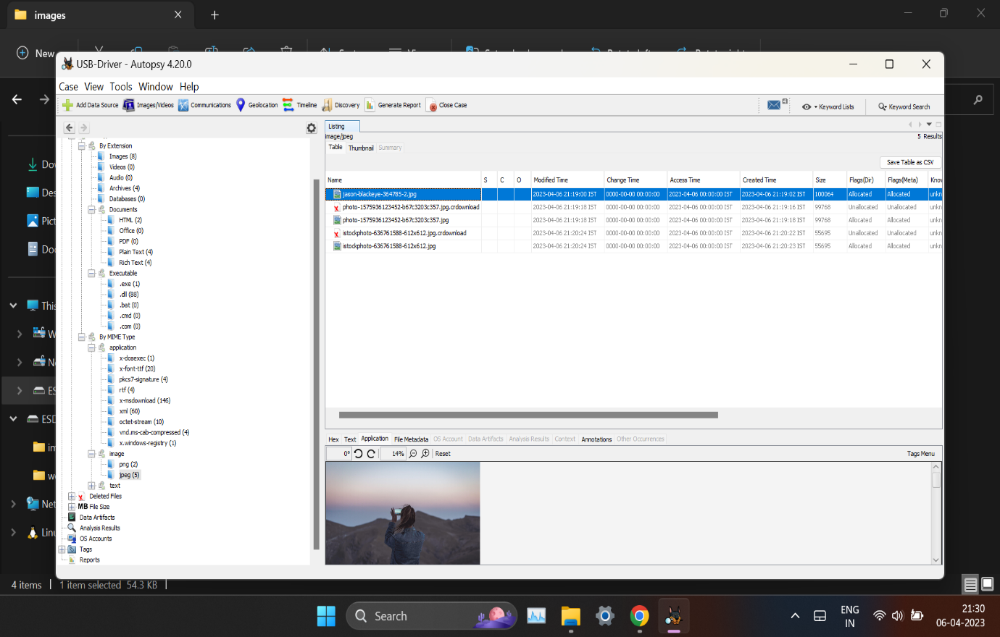 images
New
USB-Driver - Autopsy 4.20.0
Case View Tools Window Help
Add Data Source Images/Videos Communications Geolocation Timeline Discovery Generate Report Close Case 4 Keyword Lists Keyword Search
Listing
image/jpeg 5 Results
Table Thumbnail Summary
Save Table as CSV
Name S C O Modified Time Change Time Access Time Created Time Size Flags(Dir) Flags(Meta) Knov
jason-blackeye-364785-2.jpg 2023-04-06 21:19:00 IST 0000-00-00 00:00:00 2023-04-06 00:00:00 IST 2023-04-06 21:19:02 IST 100064 Allocated Allocated unkn
photo-1575936123452-b67c3203c357.jpg.crdownload 2023-04-06 21:19:18 IST 0000-00-00 00:00:00 2023-04-06 00:00:00 IST 2023-04-06 21:19:16 IST 99768 Unallocated Unallocated unkn
photo-1575936123452-b67c3203c357.jpg 2023-04-06 21:19:18 IST 0000-00-00 00:00:00 2023-04-06 00:00:00 IST 2023-04-06 21:19:18 IST 99768 Allocated Allocated unkn
istockphoto-636761588-612x612.jpg.crdownload 2023-04-06 21:20:24 IST 0000-00-00 00:00:00 2023-04-06 00:00:00 IST 2023-04-06 21:20:22 IST 55695 Unallocated Unallocated unkn
istockphoto-636761588-612x612.jpg 2023-04-06 21:20:24 IST 0000-00-00 00:00:00 2023-04-06 00:00:00 IST 2023-04-06 21:20:23 IST 55695 Allocated Allocated unkn
By Extension
Images (8)
Videos (0)
Audio (0)
Archives (4)
Databases (0)
Documents
HTML (2)
Office (0)
PDF (0)
Plain Text (4)
Rich Text (4)
Executable
.exe (1)
.dll (88)
.bat (0)
.cmd (0)
.com (0)
By MIME Type
application
x-dosexec (1)
x-font-ttf (20)
pkcs7-signature (4)
rtf (4)
x-msdownload (146)
xml (60)
octet-stream (10)
vnd.ms-cab-compressed (4)
x.windows-registry (1)
image
png (2)
jpeg (5)
text
Deleted Files
MB File Size
Data Artifacts
Analysis Results
OS Accounts
Tags
Reports
Hex Text Application File Metadata OS Account Data Artifacts Analysis Results Context Annotations Other Occurrences
0° 14% Reset Tags Menu
Dov
Des
Pict
Doc
This
W
N
ES
ESD
im
we
Net
Linu
4 items 1 item selected 54.3 KB
Search
ENG
IN
21:30
06-04-2023